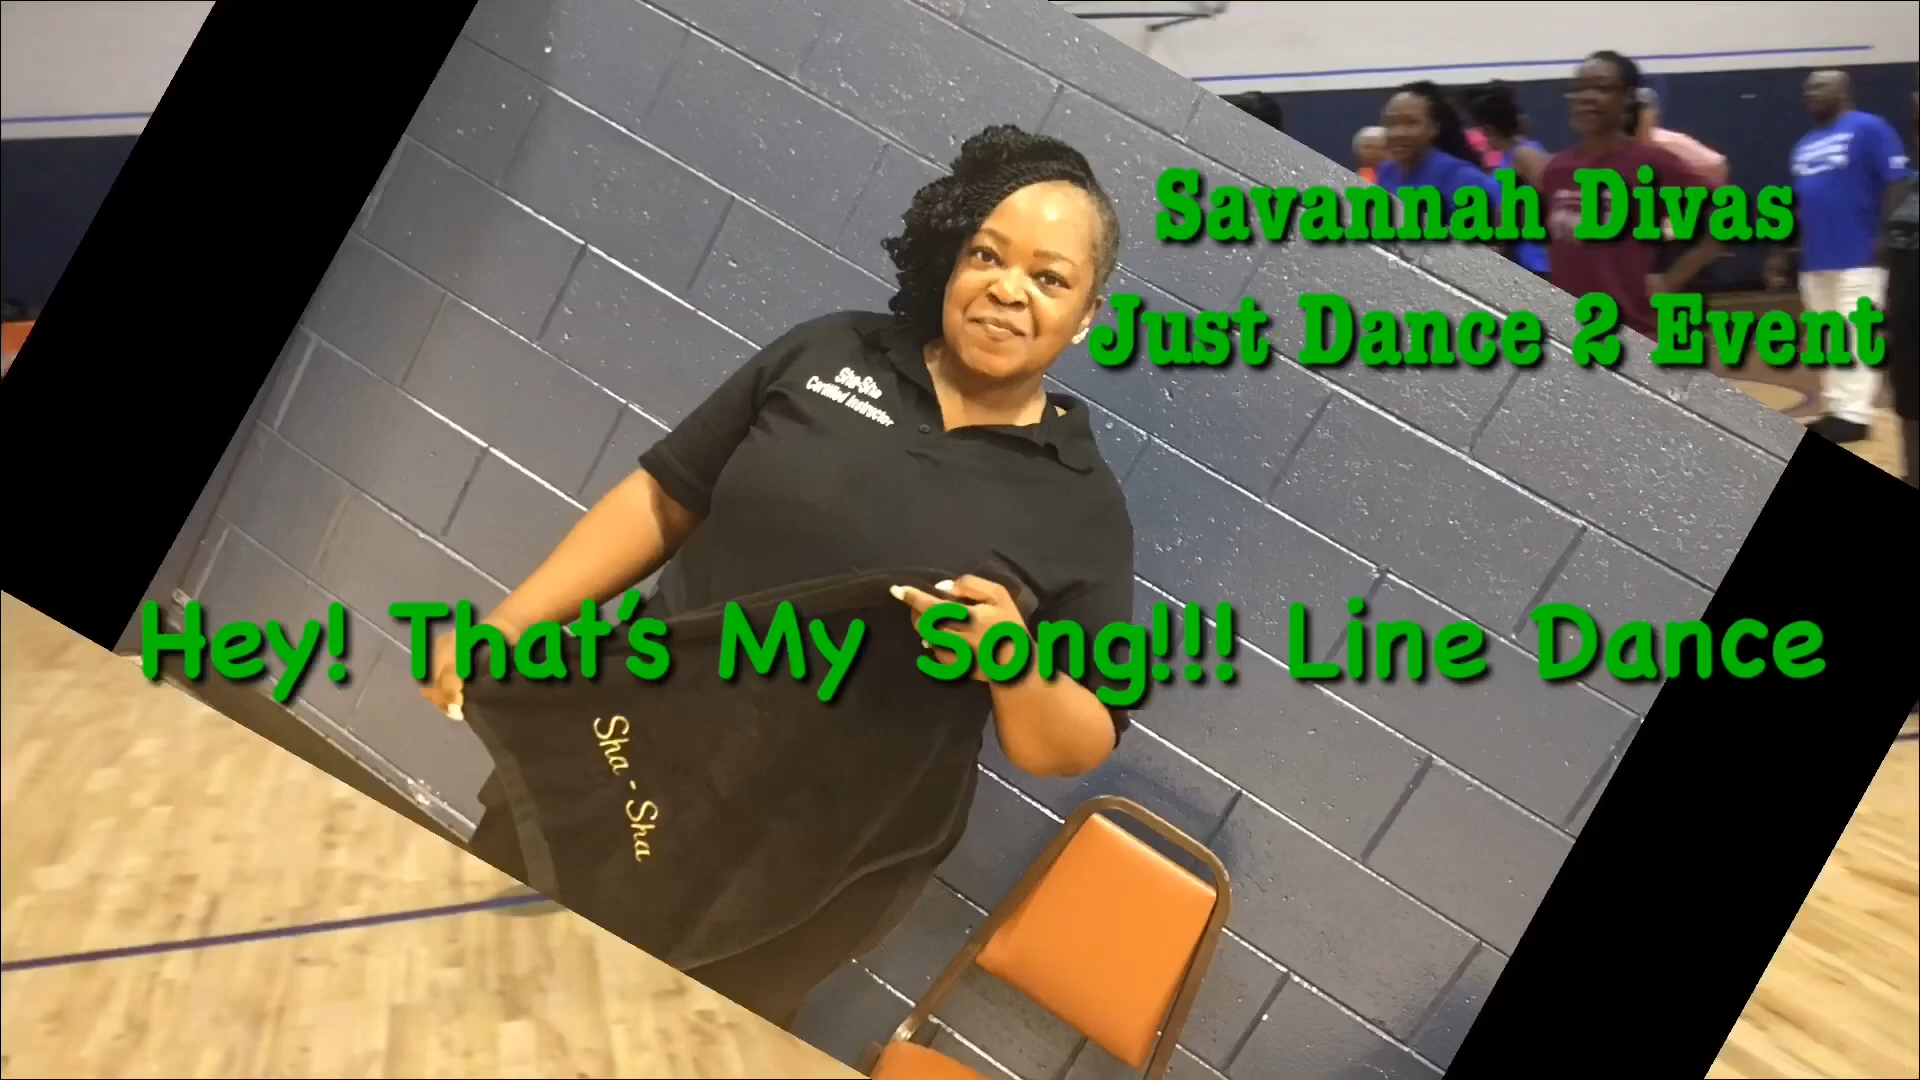 Savannah Divas
Just Dance 2 Event
Sha-Sha
Certified Instructor
Hey! That's My Song!!! Line Dance
Sha - Sha